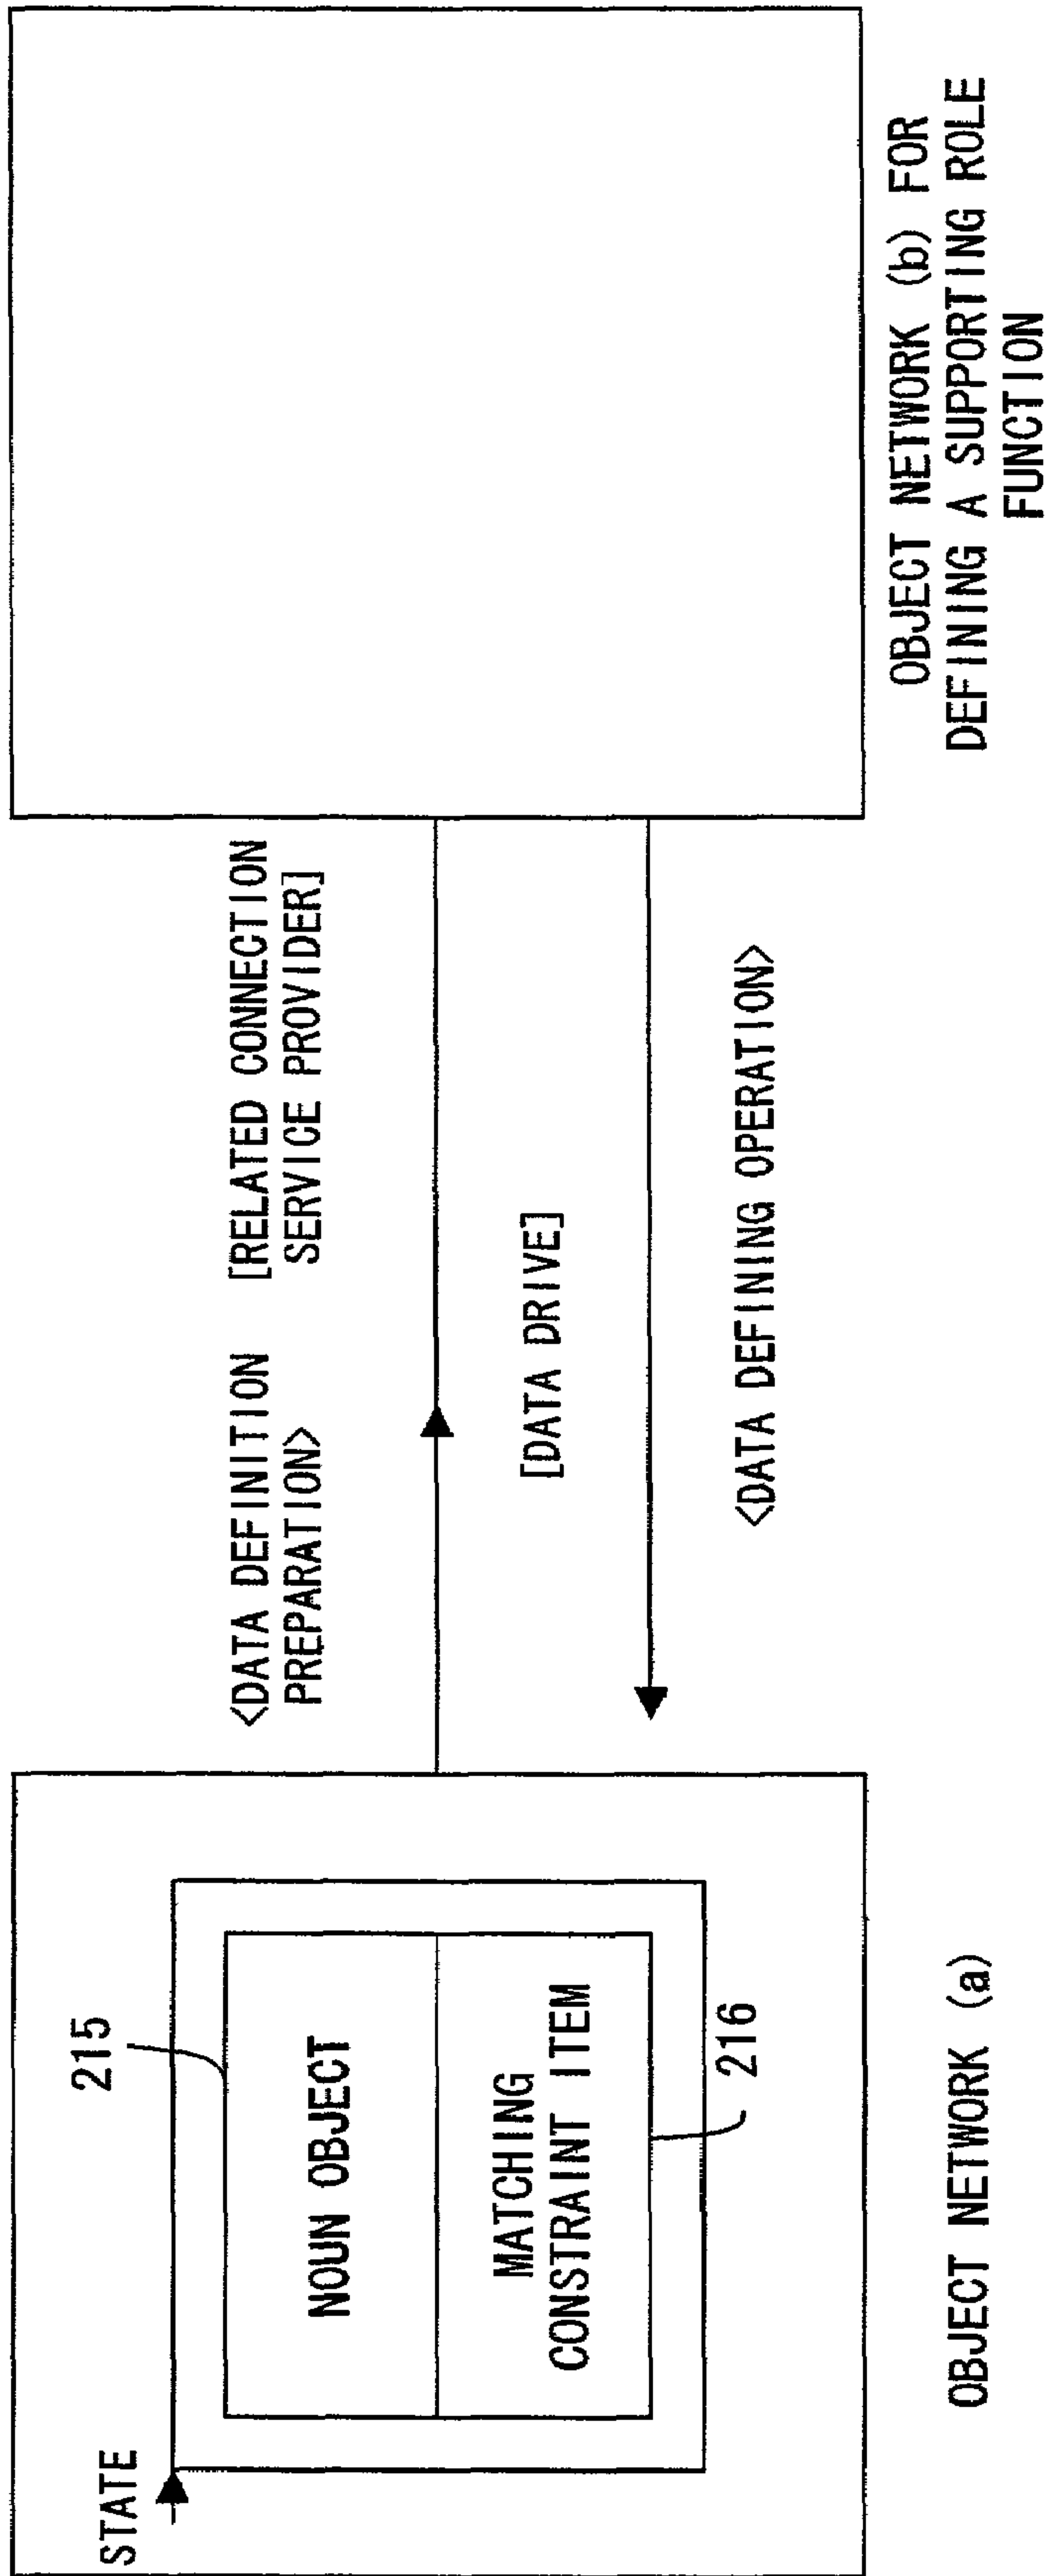 STATE
215
NOUN OBJECT
MATCHING
CONSTRAINT ITEM
216
OBJECT NETWORK (a)
<DATA DEFINITION
PREPARATION>
[RELATED CONNECTION
SERVICE PROVIDER]
[DATA DRIVE]
<DATA DEFINING OPERATION>
OBJECT NETWORK (b) FOR
DEFINING A SUPPORTING ROLE
FUNCTION